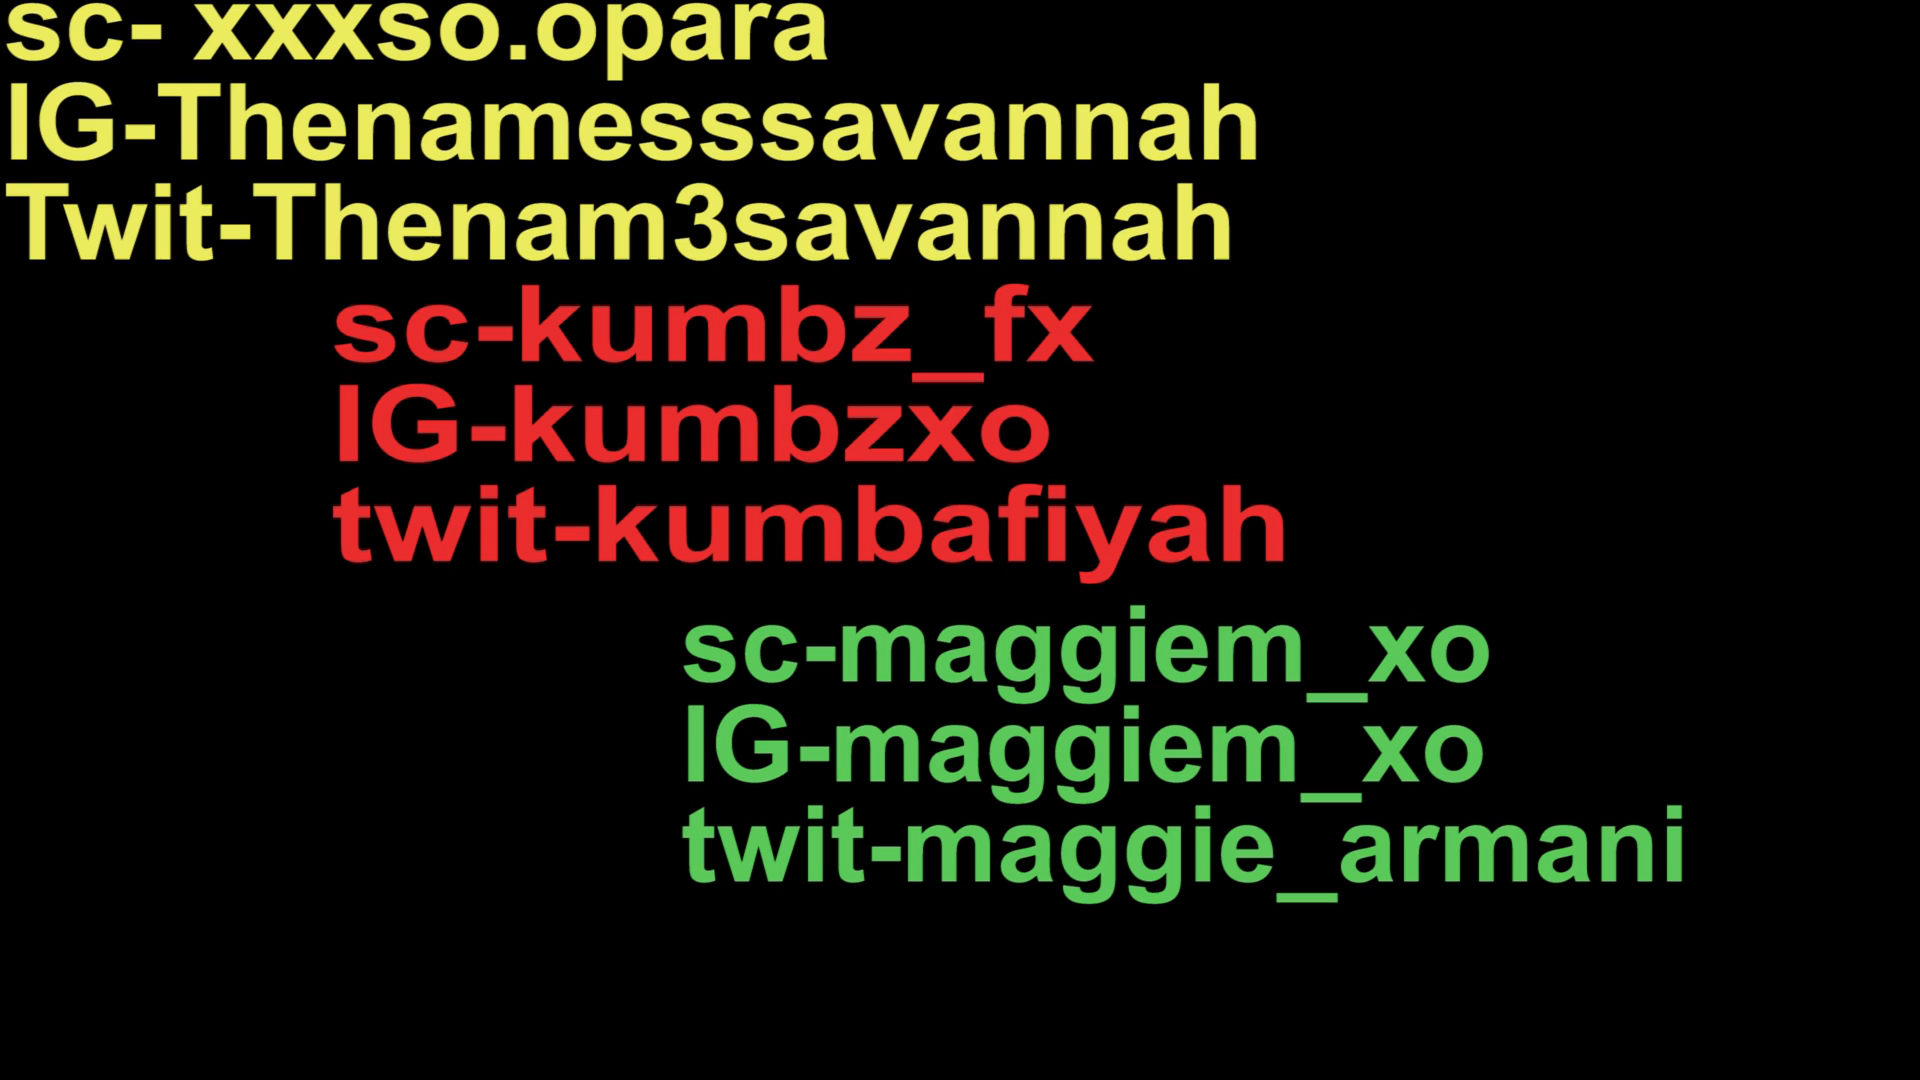 sc- xxxso.opara
IG-Thenamesssavannah
Twit-Thenam3savannah
sc-kumbz_fx
IG-kumbzxo
twit-kumbafiyah
sc-maggiem_xo
IG-maggiem_xo
twit-maggie_armani